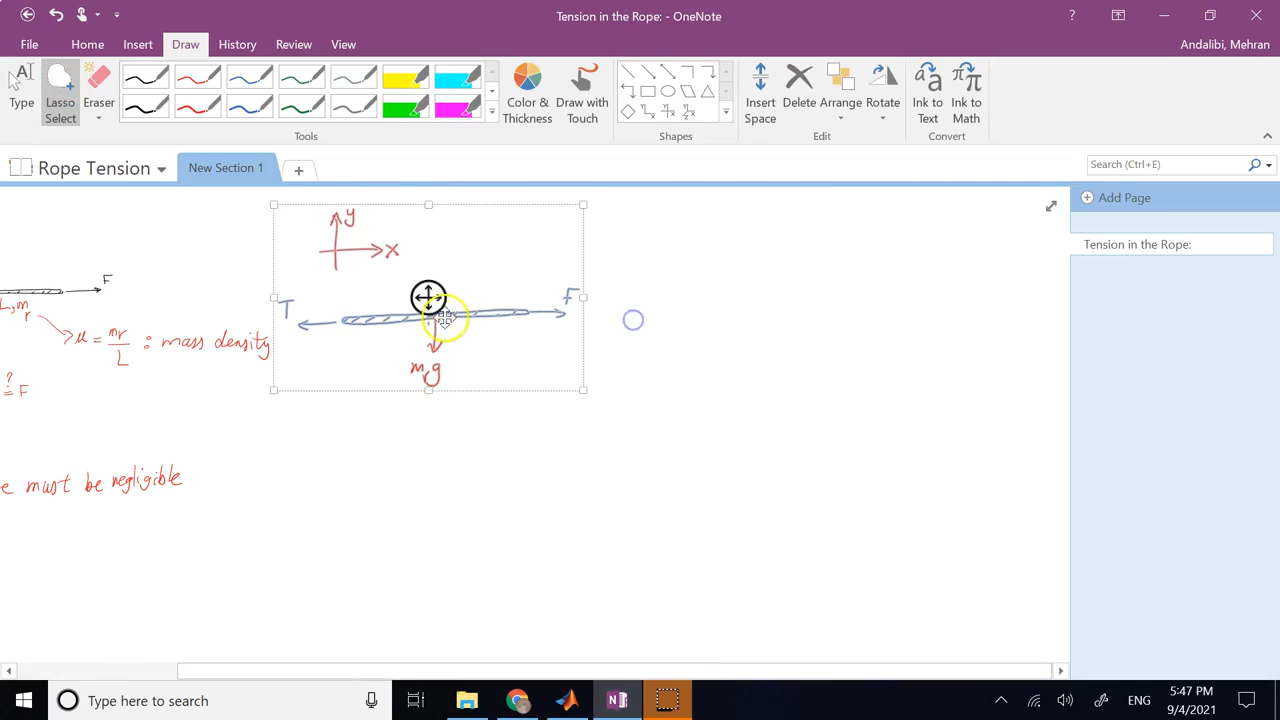 Tension in the Rope: - OneNote
Andalibi, Mehran
File Home Insert Draw History Review View
Type Lasso Select Eraser
Color & Thickness Draw with Touch
Insert Space Delete Arrange Rotate Ink to Text Ink to Math
Tools Shapes Edit Convert
Rope Tension New Section 1 +
Search (Ctrl+E)
Add Page
Tension in the Rope:
y
x
F
T F
L, mr
μ = mr/L : mass density
mrg
? = F
e must be negligible
Type here to search
ENG
5:47 PM
9/4/2021